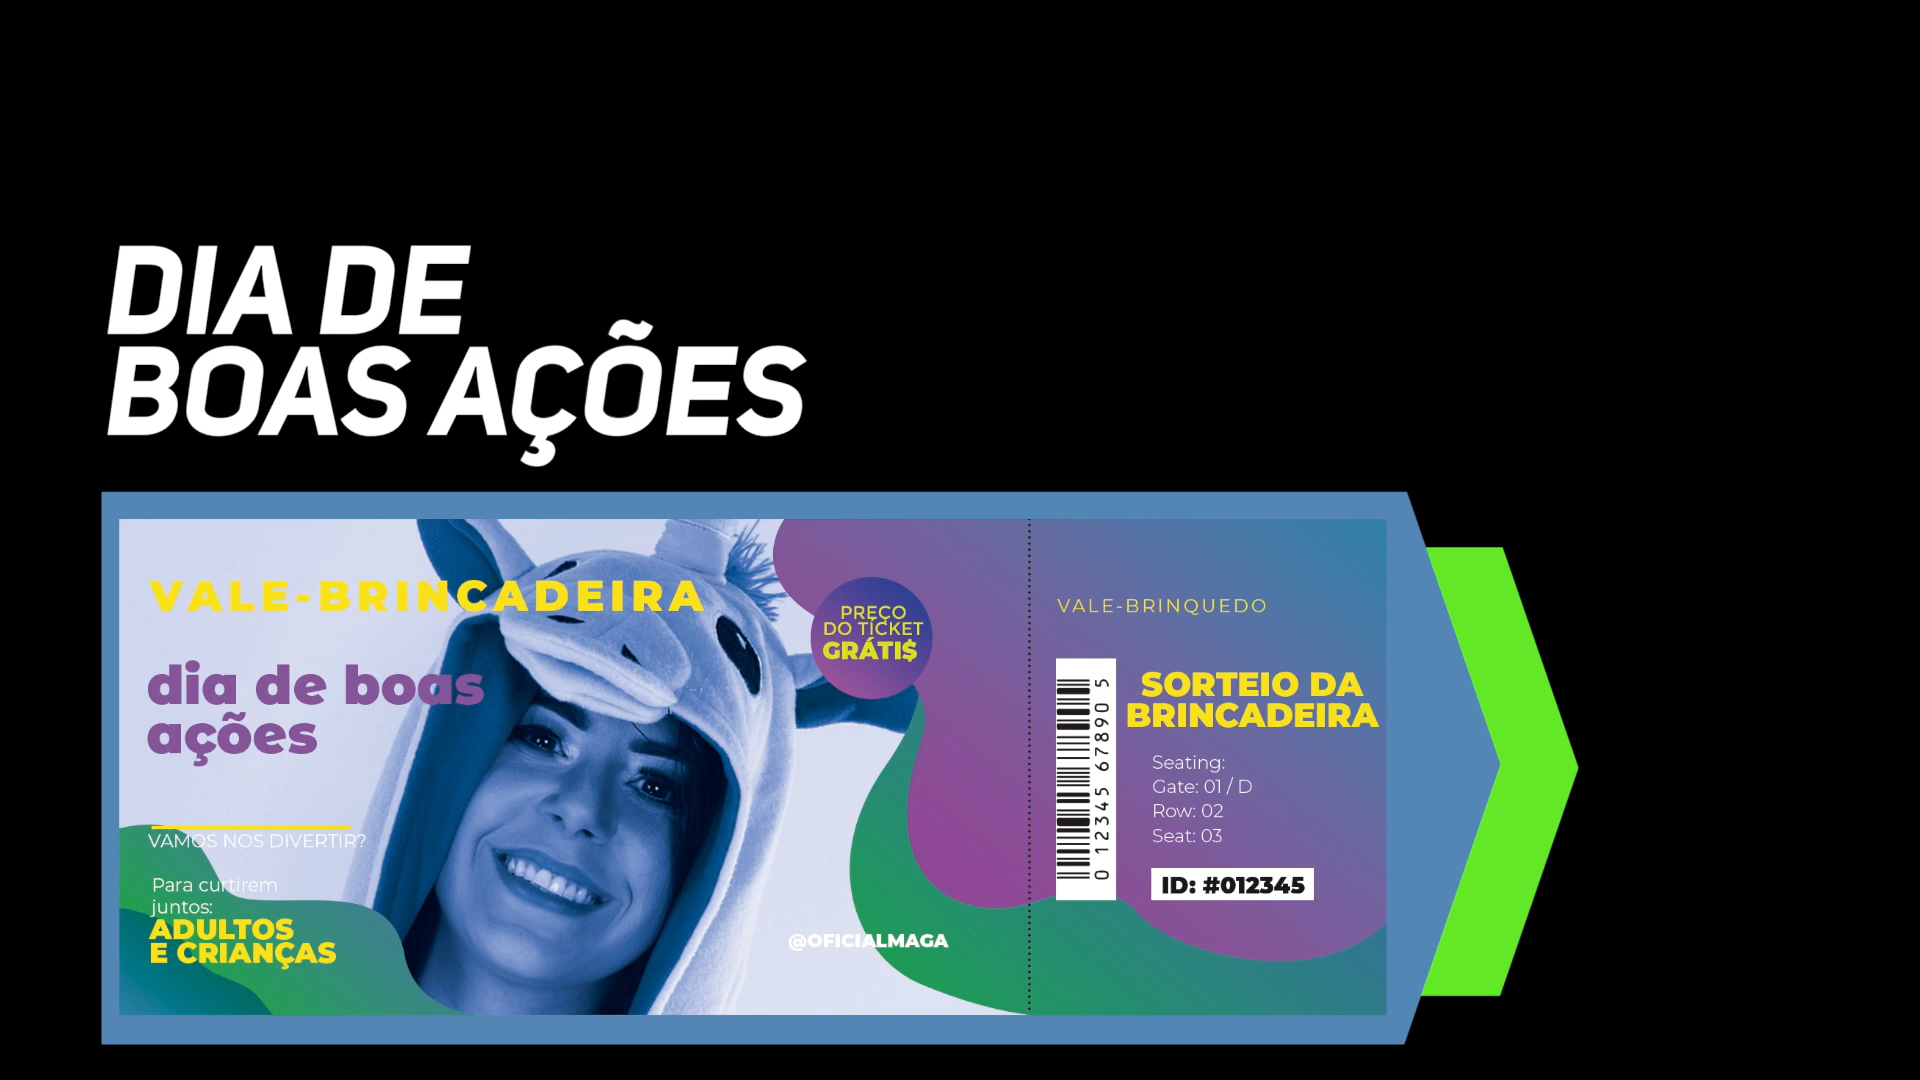 DIA DE
BOAS AÇÕES
VALE-BRINCADEIRA
dia de boas
ações
VAMOS NOS DIVERTIR?
Para curtirem
juntos:
ADULTOS
E CRIANÇAS
PREÇO
DO TÍCKET
GRÁTI$
@OFICIALMAGA
VALE-BRINQUEDO
0 12345 67890 5
SORTEIO DA
BRINCADEIRA
Seating:
Gate: 01 / D
Row: 02
Seat: 03
ID: #012345